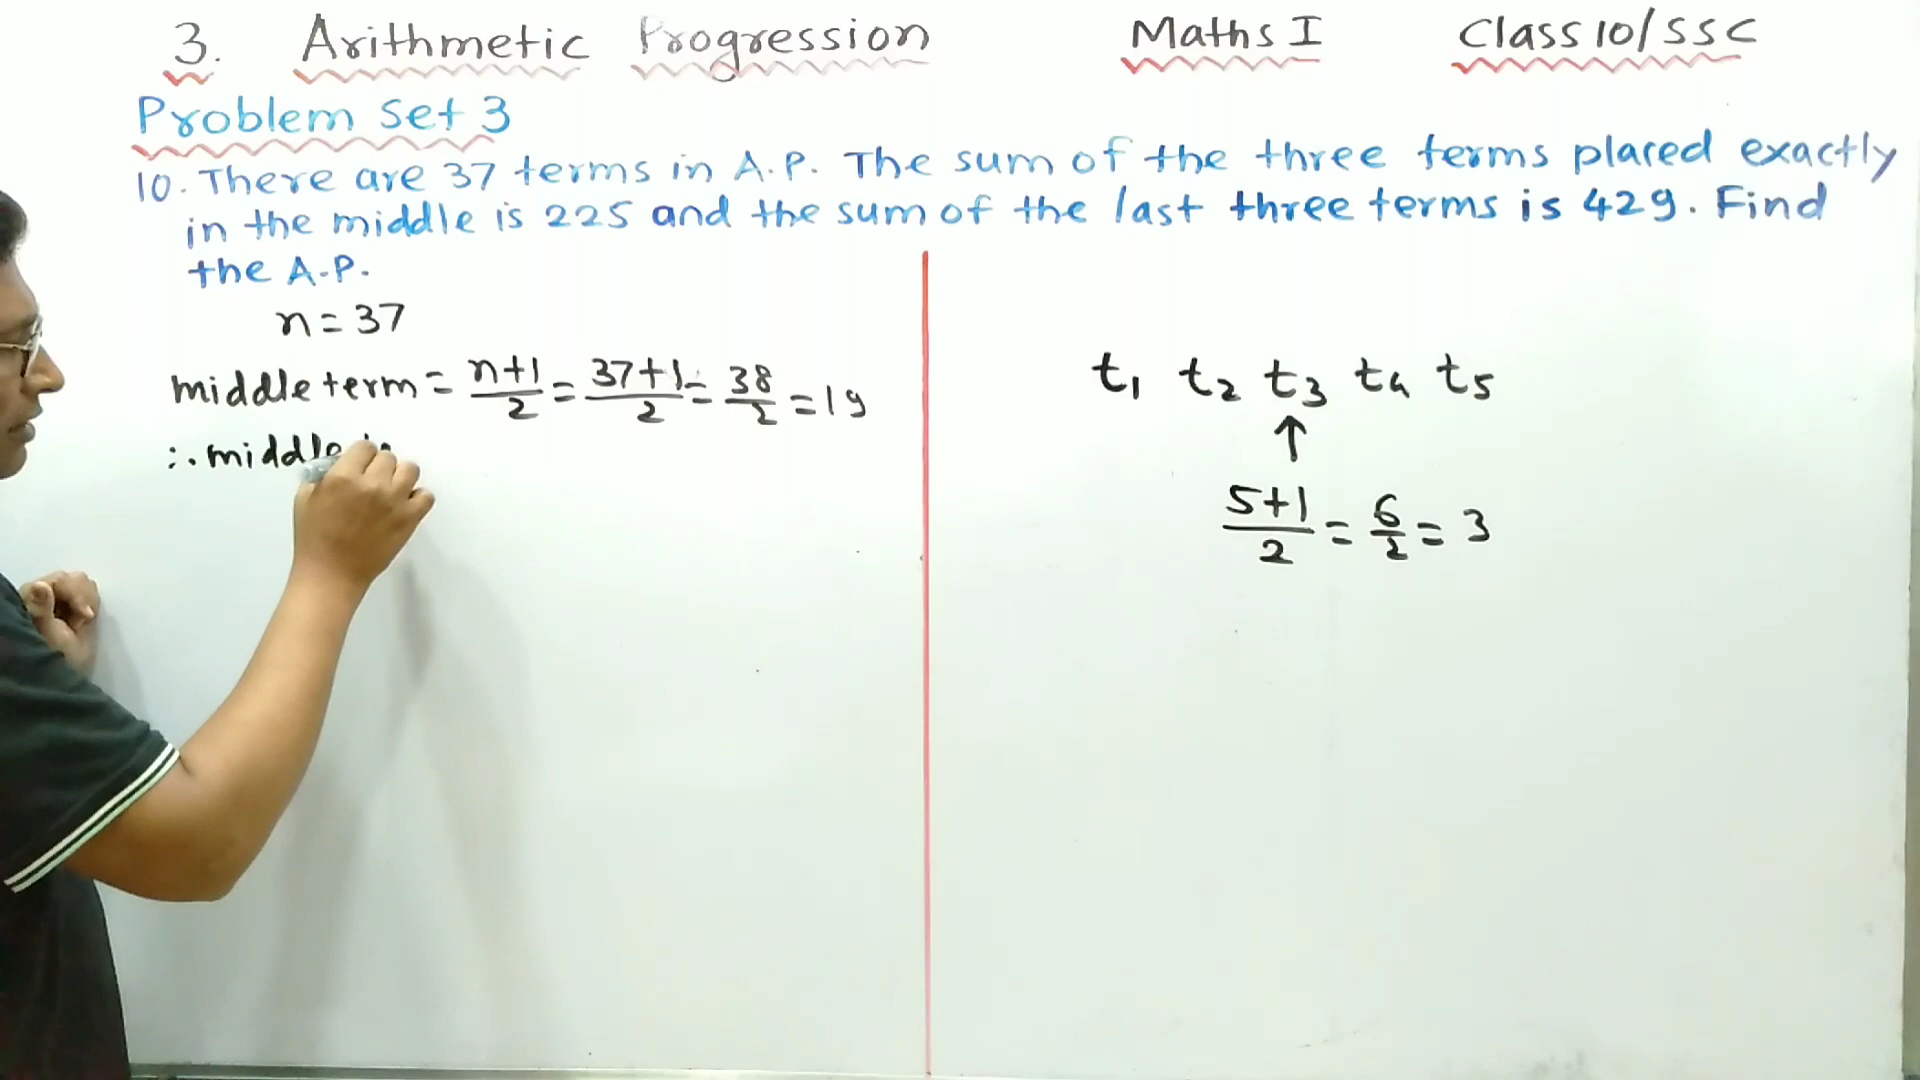 3. Arithmetic Progression Maths I Class 10/SSC
Problem Set 3
10. There are 37 terms in A.P. The sum of the three terms placed exactly
in the middle is 225 and the sum of the last three terms is 429. Find
the A.P.
n = 37
middle term = n+1/2 = 37+1/2 = 38/2 = 19
∴ middle
t1 t2 t3 t4 t5
↑
5+1/2 = 6/2 = 3